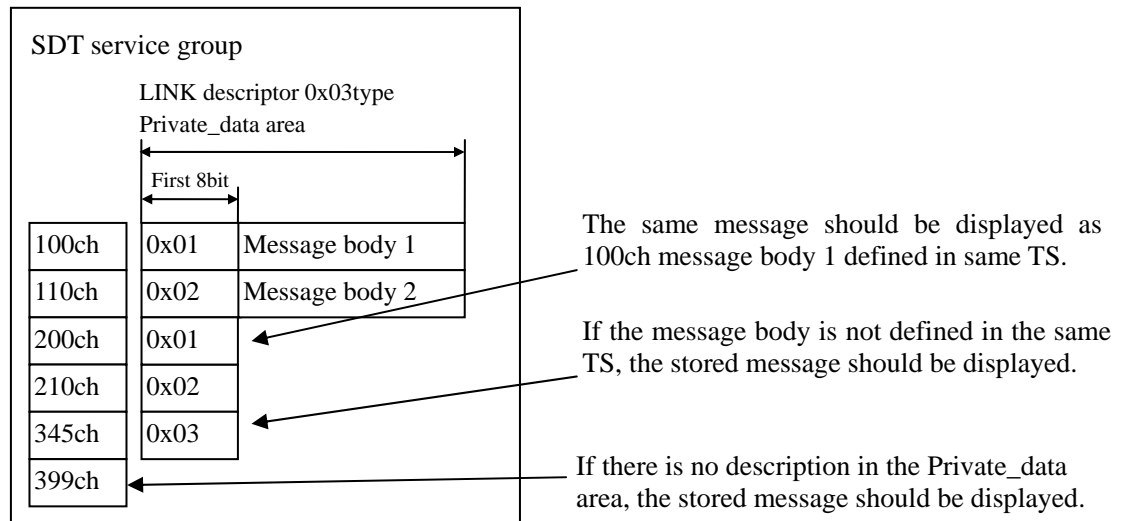 SDT service group
LINK descriptor 0x03type
Private_data area
First 8bit
100ch 0x01 Message body 1
110ch 0x02 Message body 2
200ch 0x01
210ch 0x02
345ch 0x03
399ch
The same message should be displayed as
100ch message body 1 defined in same TS.
If the message body is not defined in the same
TS, the stored message should be displayed.
If there is no description in the Private_data
area, the stored message should be displayed.